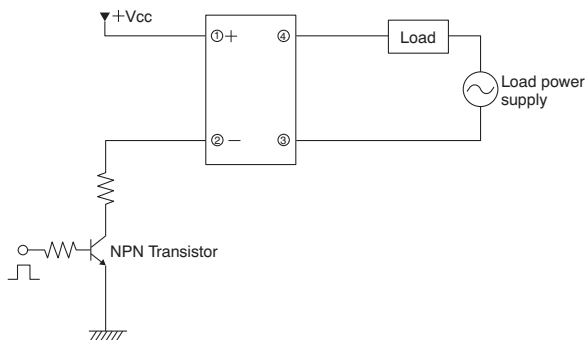 +Vcc
①+
④
Load
Load power
supply
②−
③
NPN Transistor